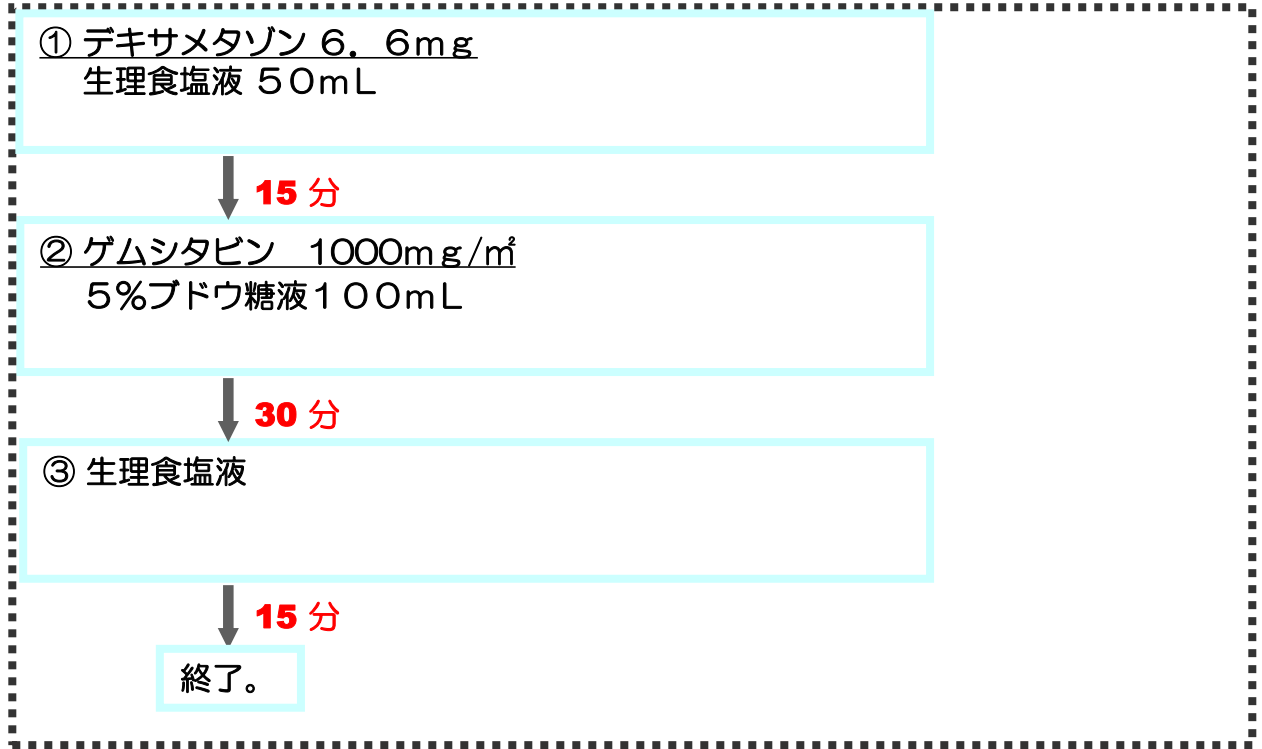 ① デキサメタゾン ６．６ｍｇ
生理食塩液 ５０ｍＬ
15 分
② ゲムシタビン　1000ｍｇ/㎡
５％ブドウ糖液１００ｍＬ
30 分
③ 生理食塩液
15 分
終了。